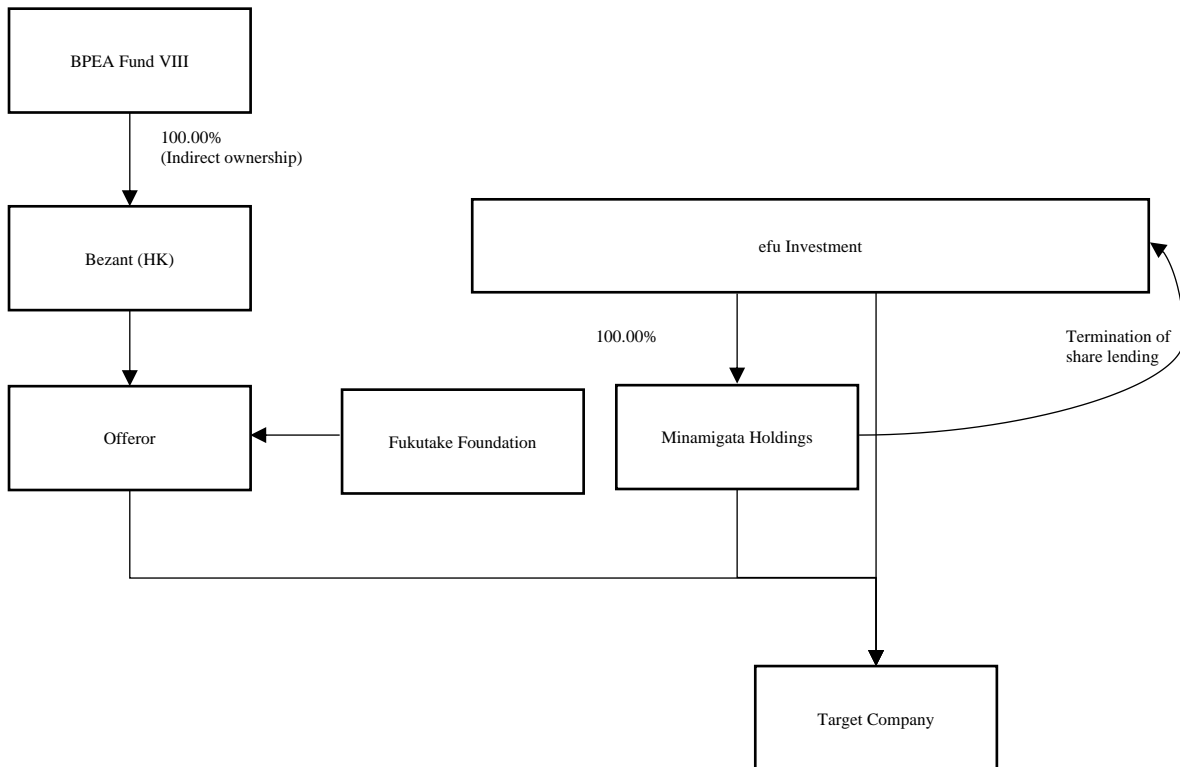 BPEA Fund VIII
100.00%
(Indirect ownership)
Bezant (HK)
efu Investment
100.00%
Termination of
share lending
Offeror
Fukutake Foundation
Minamigata Holdings
Target Company